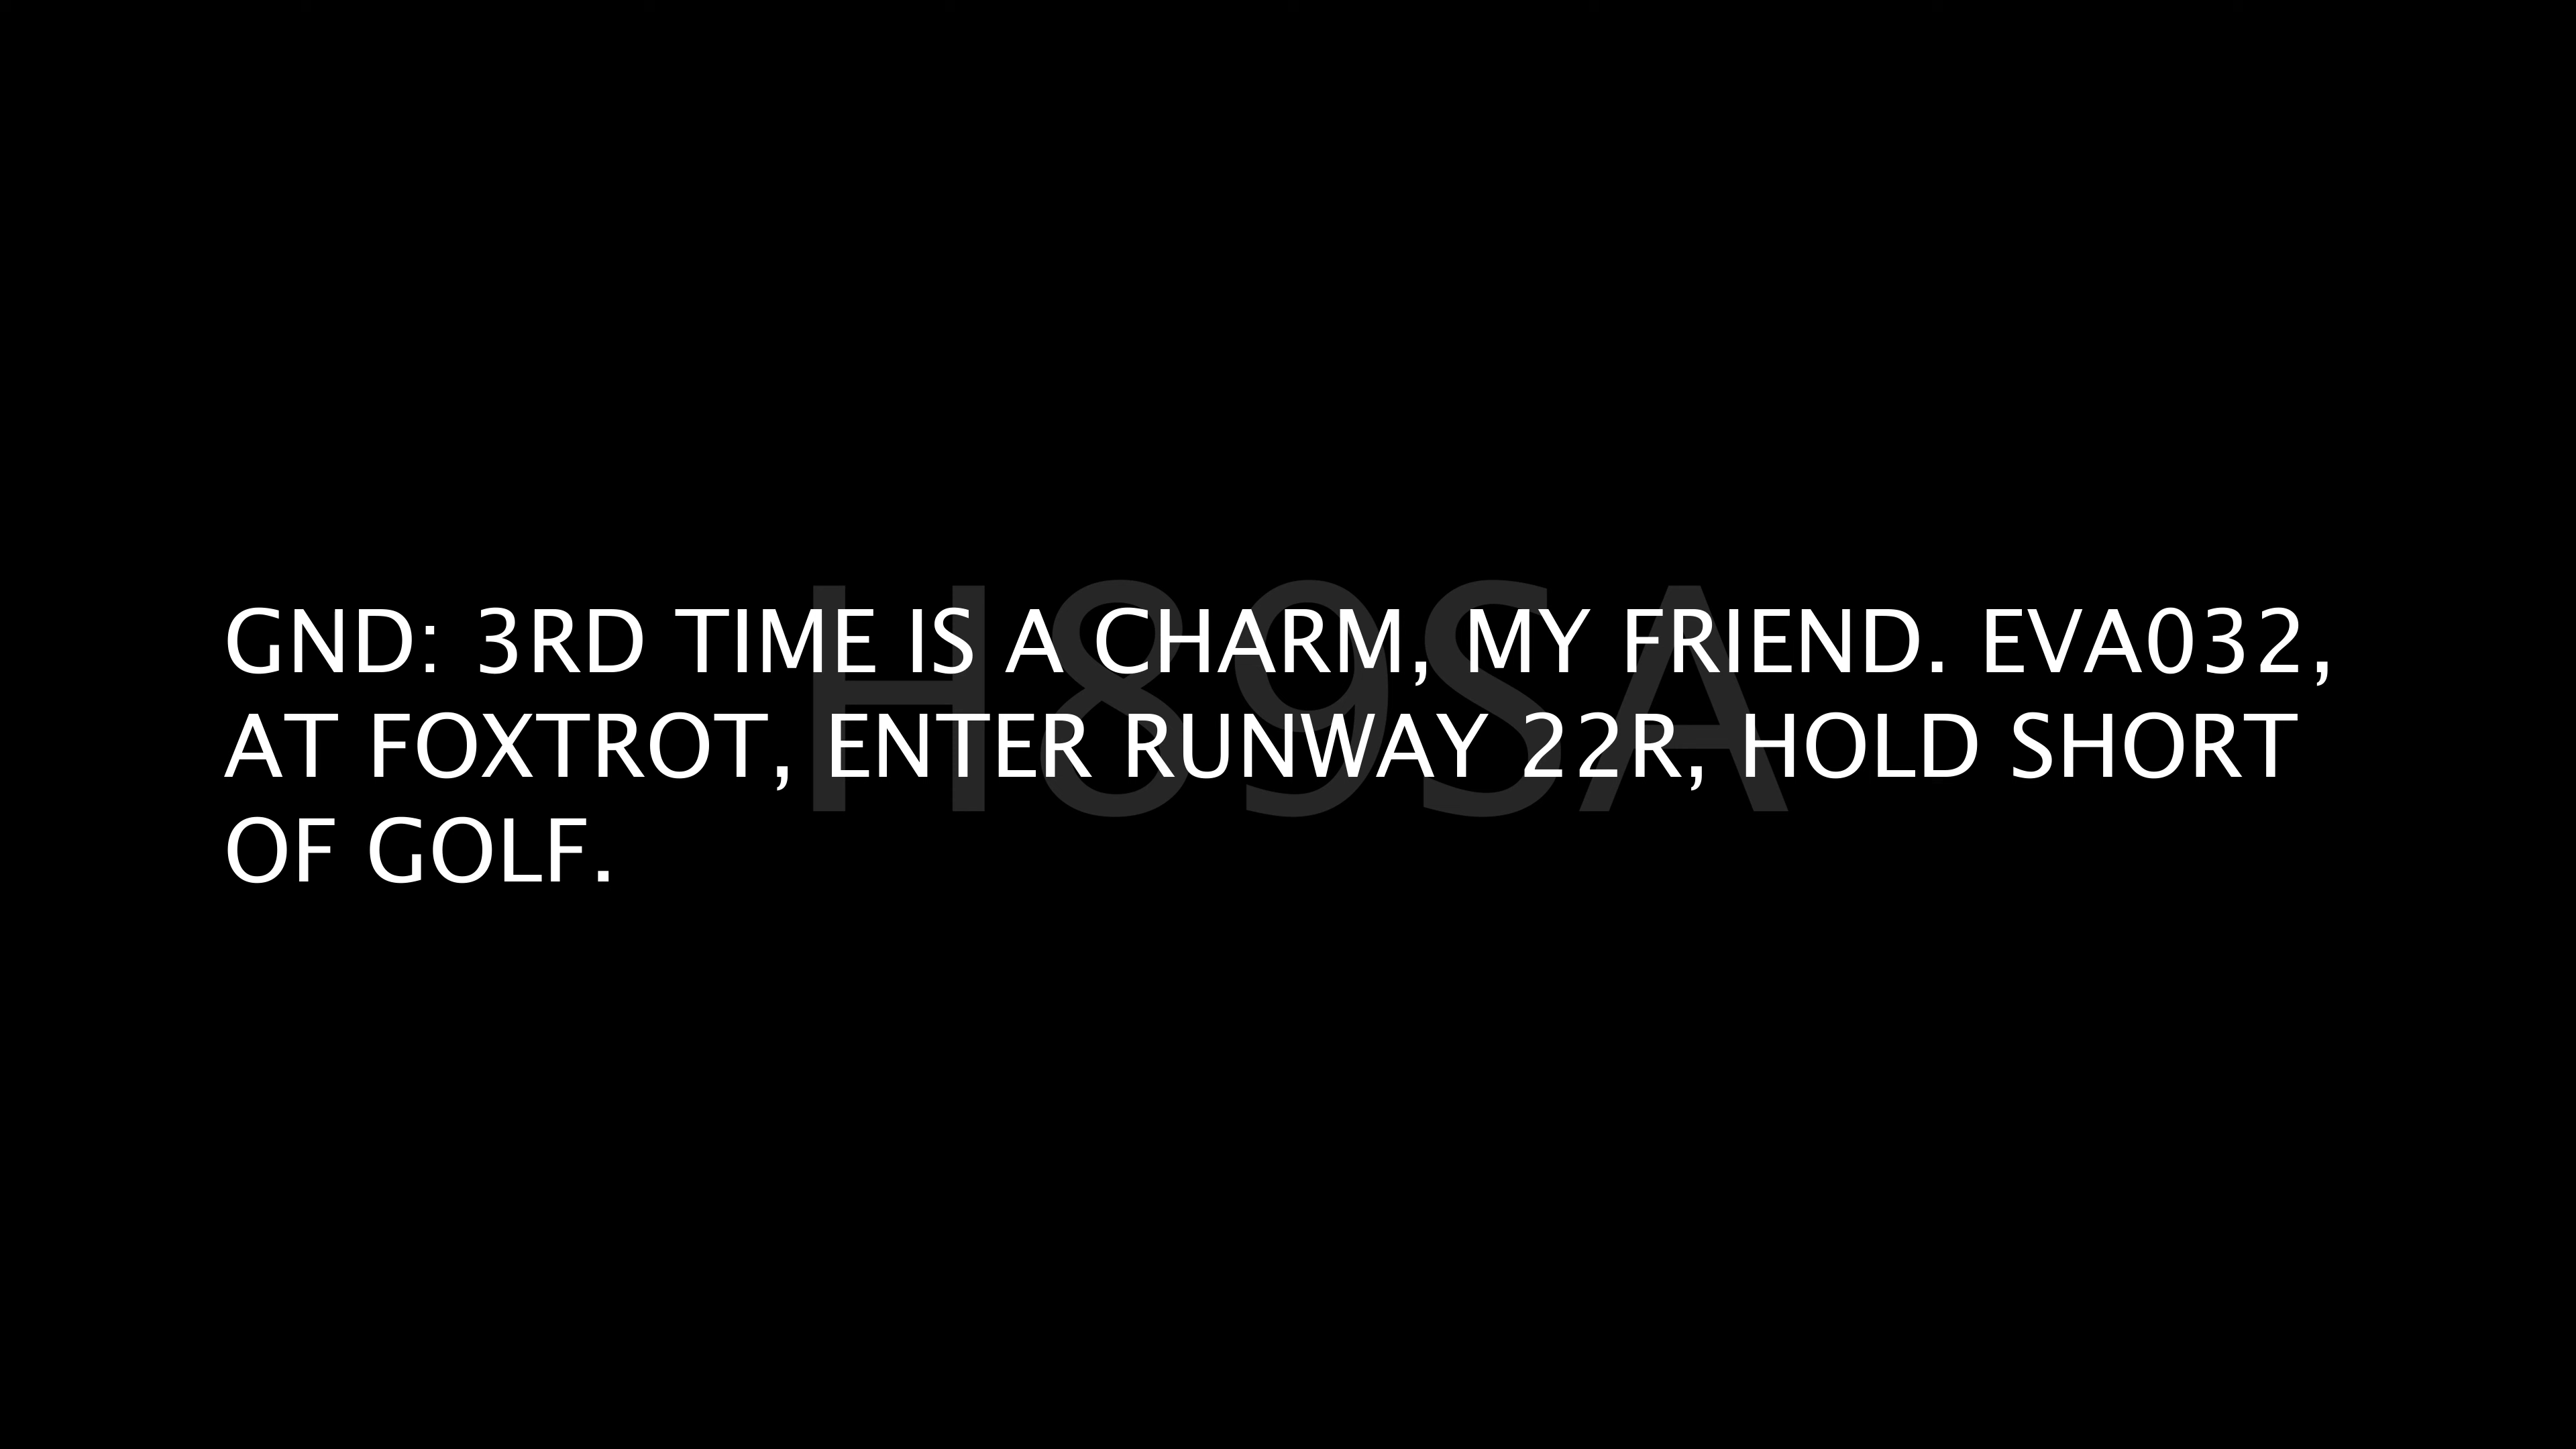 GND: 3RD TIME IS A CHARM, MY FRIEND. EVA032,
AT FOXTROT, ENTER RUNWAY 22R, HOLD SHORT
OF GOLF.
H89SA